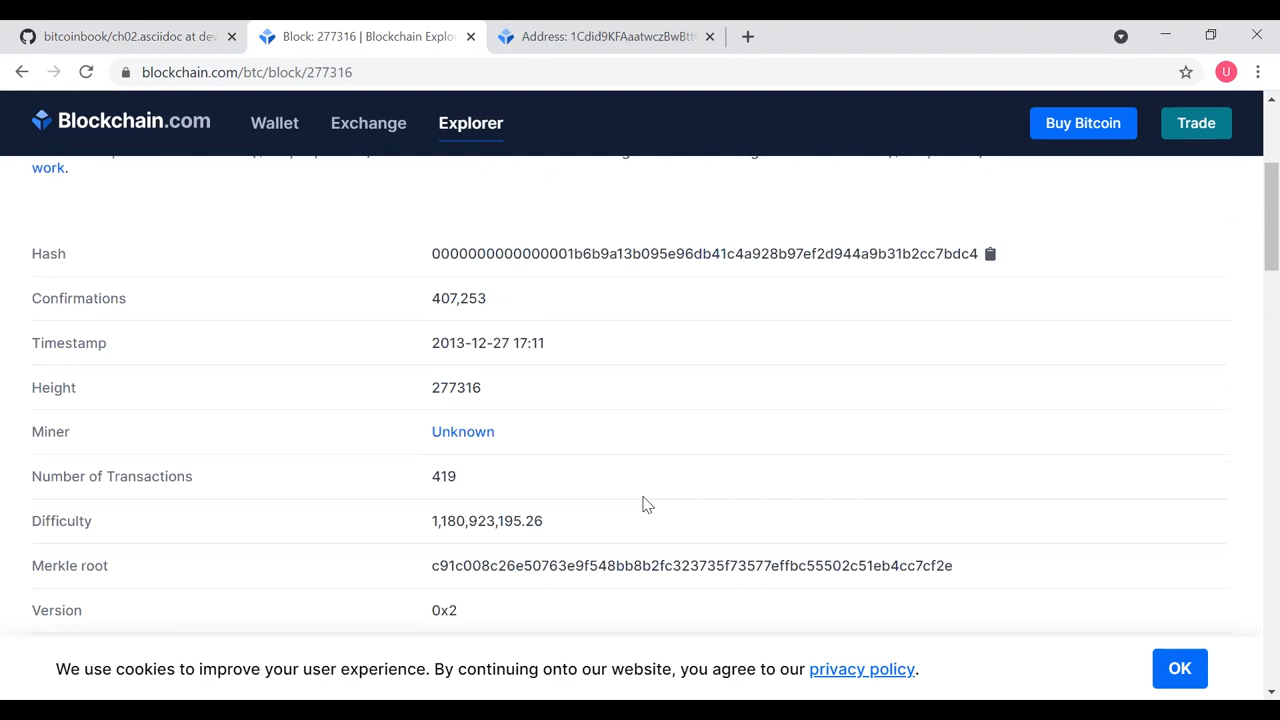 bitcoinbook/ch02.asciidoc at dev
Block: 277316 | Blockchain Explor
Address: 1Cdid9KFAaatwczBwBtt
blockchain.com/btc/block/277316
U
Blockchain.com
Wallet
Exchange
Explorer
Buy Bitcoin
Trade
work.
Hash 0000000000000001b6b9a13b095e96db41c4a928b97ef2d944a9b31b2cc7bdc4
Confirmations 407,253
Timestamp 2013-12-27 17:11
Height 277316
Miner Unknown
Number of Transactions 419
Difficulty 1,180,923,195.26
Merkle root c91c008c26e50763e9f548bb8b2fc323735f73577effbc55502c51eb4cc7cf2e
Version 0x2
We use cookies to improve your user experience. By continuing onto our website, you agree to our privacy policy.
OK